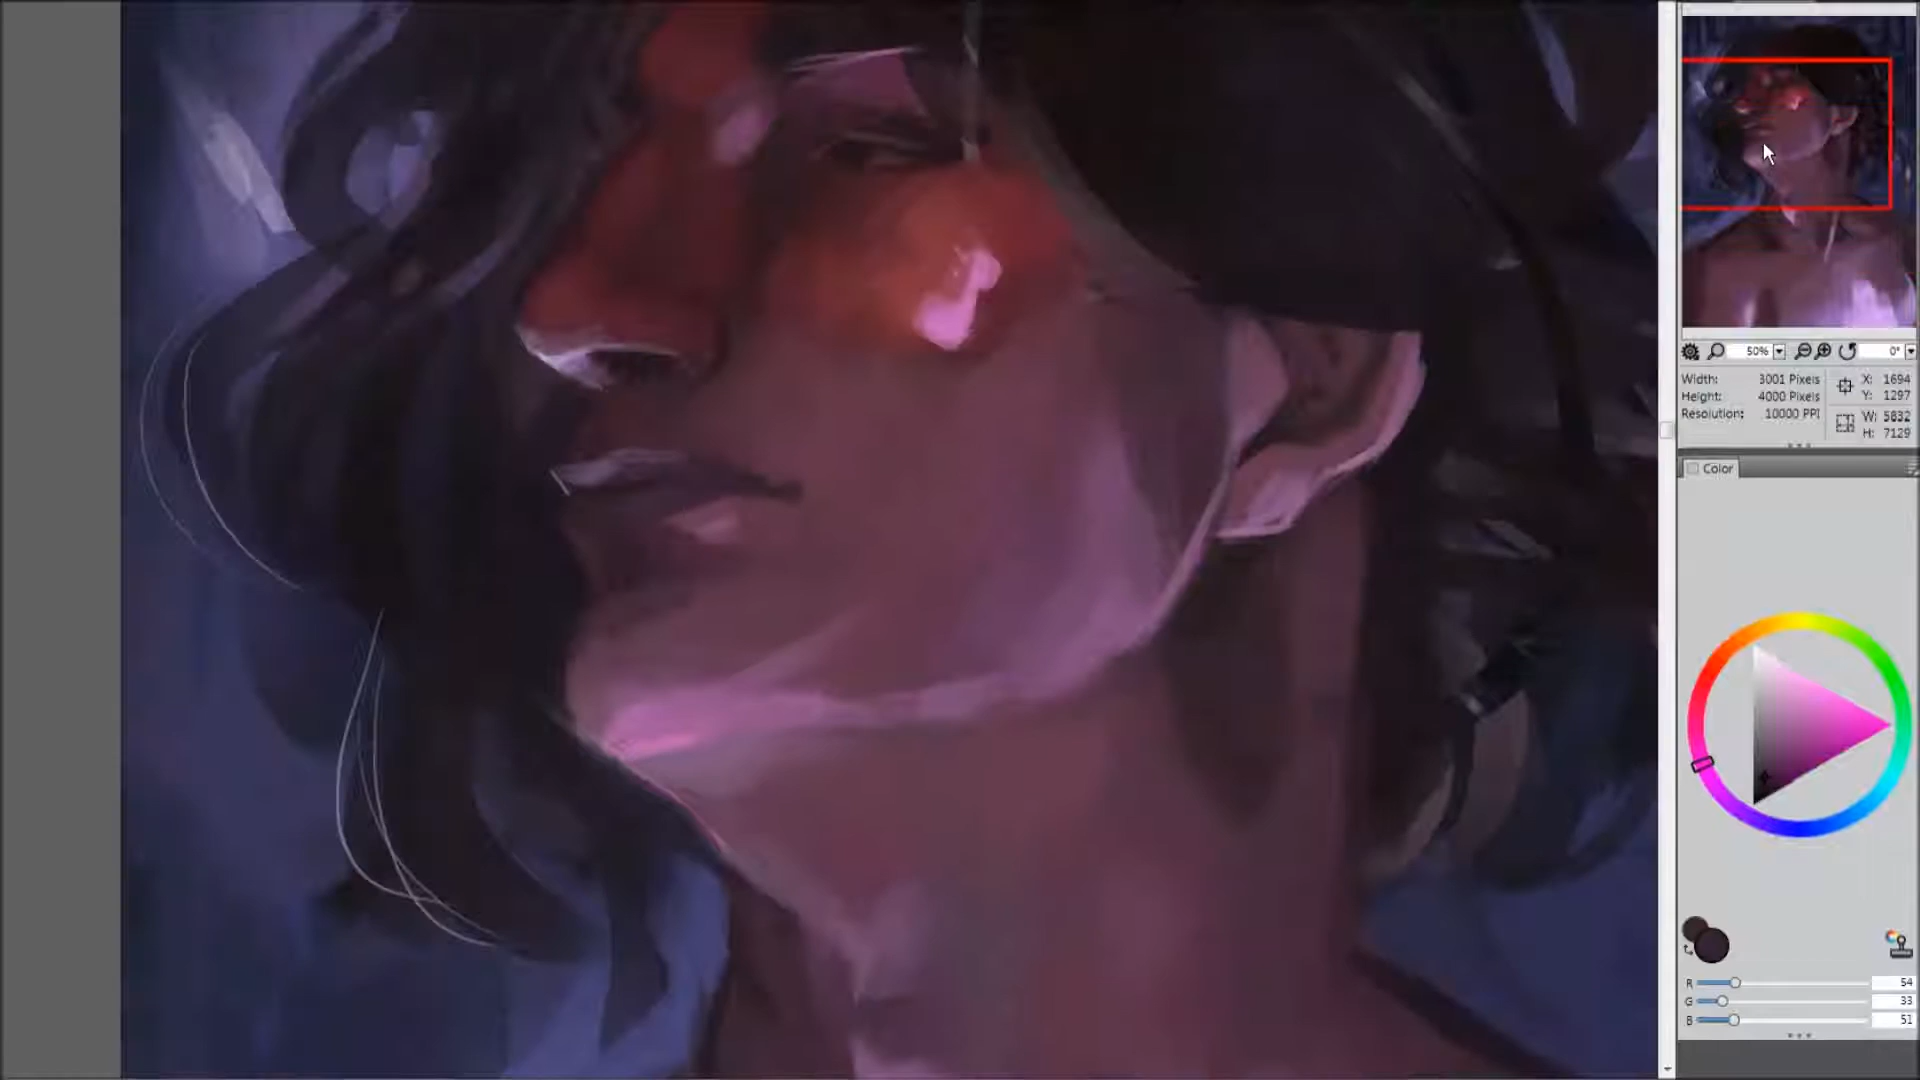 50%
0°
Width: 3001 Pixels
Height: 4000 Pixels
Resolution: 10000 PPI
X: 1694
Y: 1297
W: 5832
H: 7129
Color
R 54
G 33
B 51